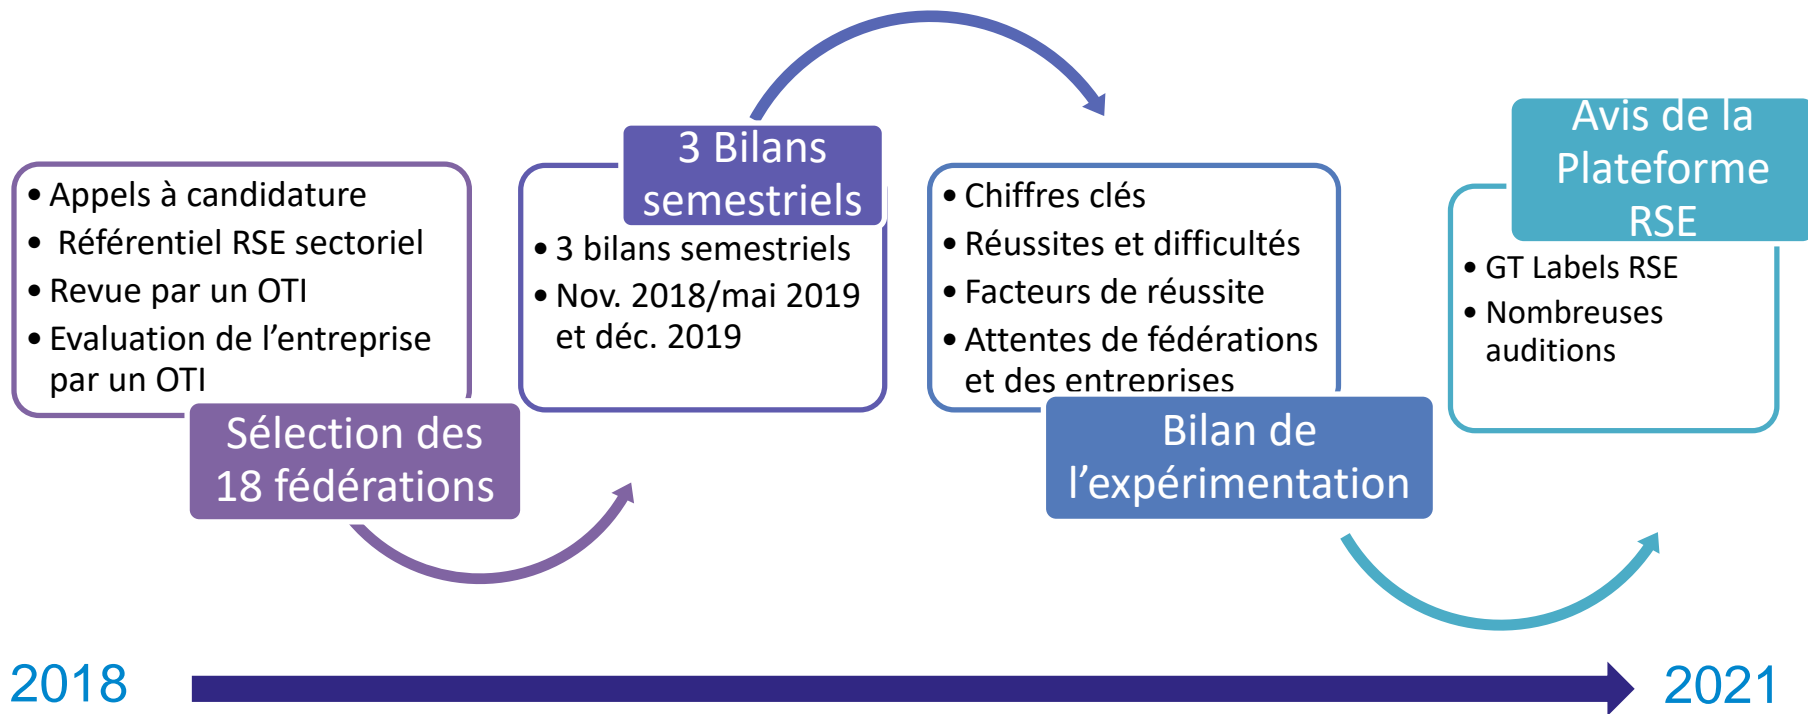 • Appels à candidature
• Référentiel RSE sectoriel
• Revue par un OTI
• Evaluation de l’entreprise
par un OTI
Sélection des
18 fédérations
3 Bilans
semestriels
• 3 bilans semestriels
• Nov. 2018/mai 2019
et déc. 2019
• Chiffres clés
• Réussites et difficultés
• Facteurs de réussite
• Attentes de fédérations
et des entreprises
Bilan de
l’expérimentation
Avis de la
Plateforme
RSE
• GT Labels RSE
• Nombreuses
auditions
2018
2021